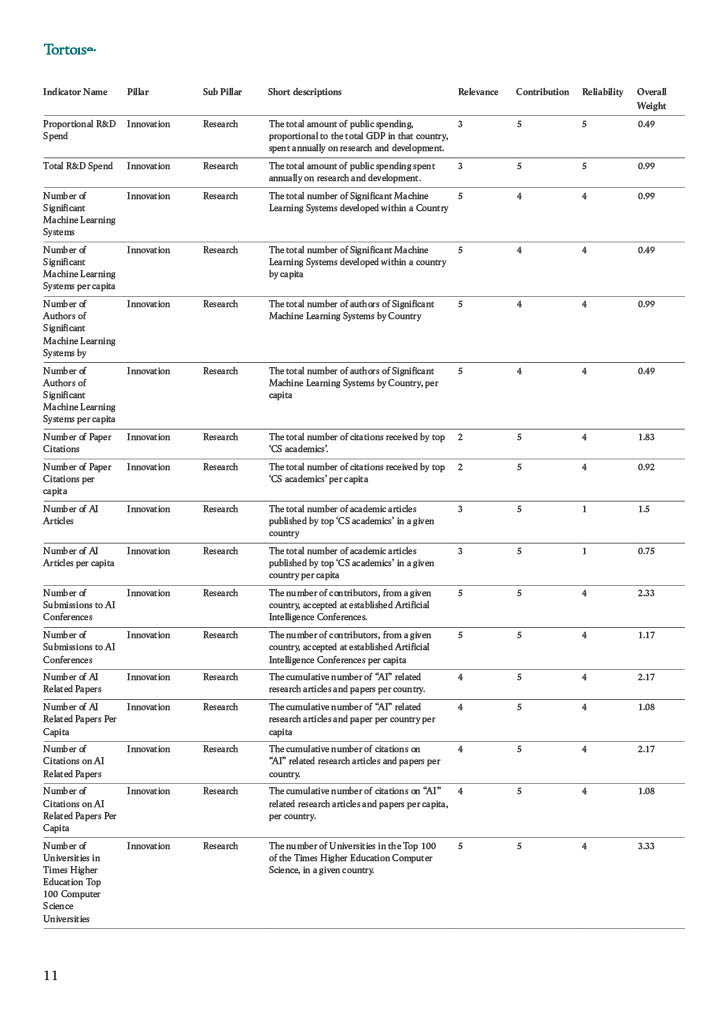 Tortoise
Indicator Name Pillar Sub Pillar Short descriptions Relevance Contribution Reliability Overall
Weight
Proportional R&D Innovation Research The total amount of public spending, 3 5 5 0.49
Spend proportional to the total GDP in that country,
spent annually on research and development.
Total R&D Spend Innovation Research The total amount of public spending spent 3 5 5 0.99
annually on research and development.
Number of Innovation Research The total number of Significant Machine 5 4 4 0.99
Significant Learning Systems developed within a Country
Machine Learning
Systems
Number of Innovation Research The total number of Significant Machine 5 4 4 0.49
Significant Learning Systems developed within a country
Machine Learning by capita
Systems per capita
Number of Innovation Research The total number of authors of Significant 5 4 4 0.99
Authors of Machine Learning Systems by Country
Significant
Machine Learning
Systems by
Number of Innovation Research The total number of authors of Significant 5 4 4 0.49
Authors of Machine Learning Systems by Country, per
Significant capita
Machine Learning
Systems per capita
Number of Paper Innovation Research The total number of citations received by top 2 5 4 1.83
Citations ‘CS academics’.
Number of Paper Innovation Research The total number of citations received by top 2 5 4 0.92
Citations per ‘CS academics’ per capita
capita
Number of AI Innovation Research The total number of academic articles 3 5 1 1.5
Articles published by top ‘CS academics’ in a given
country
Number of AI Innovation Research The total number of academic articles 3 5 1 0.75
Articles per capita published by top ‘CS academics’ in a given
country per capita
Number of Innovation Research The number of contributors, from a given 5 5 4 2.33
Submissions to AI country, accepted at established Artificial
Conferences Intelligence Conferences.
Number of Innovation Research The number of contributors, from a given 5 5 4 1.17
Submissions to AI country, accepted at established Artificial
Conferences Intelligence Conferences per capita
Number of AI Innovation Research The cumulative number of “AI” related 4 5 4 2.17
Related Papers research articles and papers per country.
Number of AI Innovation Research The cumulative number of “AI” related 4 5 4 1.08
Related Papers Per research articles and paper per country per
Capita capita
Number of Innovation Research The cumulative number of citations on 4 5 4 2.17
Citations on AI “AI” related research articles and papers per
Related Papers country.
Number of Innovation Research The cumulative number of citations on “AI” 4 5 4 1.08
Citations on AI related research articles and papers per capita,
Related Papers Per per country.
Capita
Number of Innovation Research The number of Universities in the Top 100 5 5 4 3.33
Universities in of the Times Higher Education Computer
Times Higher Science, in a given country.
Education Top
100 Computer
Science
Universities
11